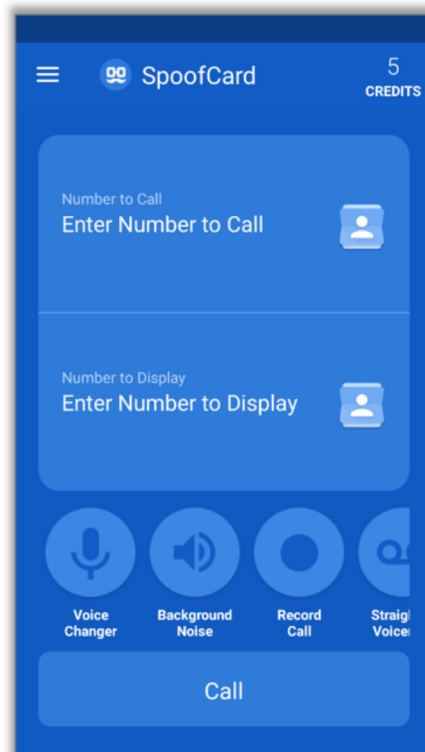 SpoofCard
5
CREDITS
Number to Call
Enter Number to Call
Number to Display
Enter Number to Display
Voice
Changer
Background
Noise
Record
Call
Call